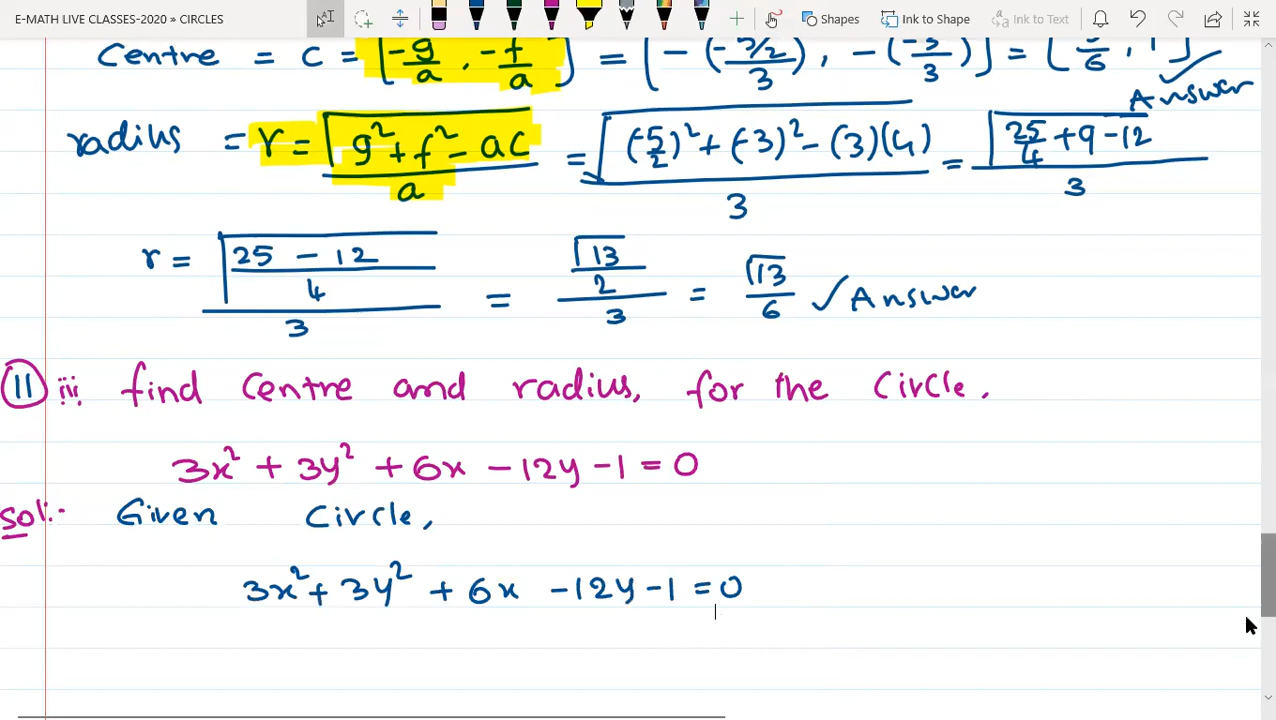 E-MATH LIVE CLASSES-2020 » CIRCLES
Shapes Ink to Shape Ink to Text
Centre = C = [-g/a, -f/a] = [-(-5/2/3), -(-3/3)] = [5/6, 1]
Answer
radius = r = √(g² + f² - ac)/a = √((-5/2)² + (-3)² - (3)(4))/3 = √(25/4 + 9 - 12)/3
r = √((25 - 12)/4)/3 = (√13/2)/3 = √13/6 ✓ Answer
11 iii find Centre and radius, for the Circle.
3x² + 3y² + 6x - 12y - 1 = 0
Sol:- Given Circle,
3x² + 3y² + 6x - 12y - 1 = 0